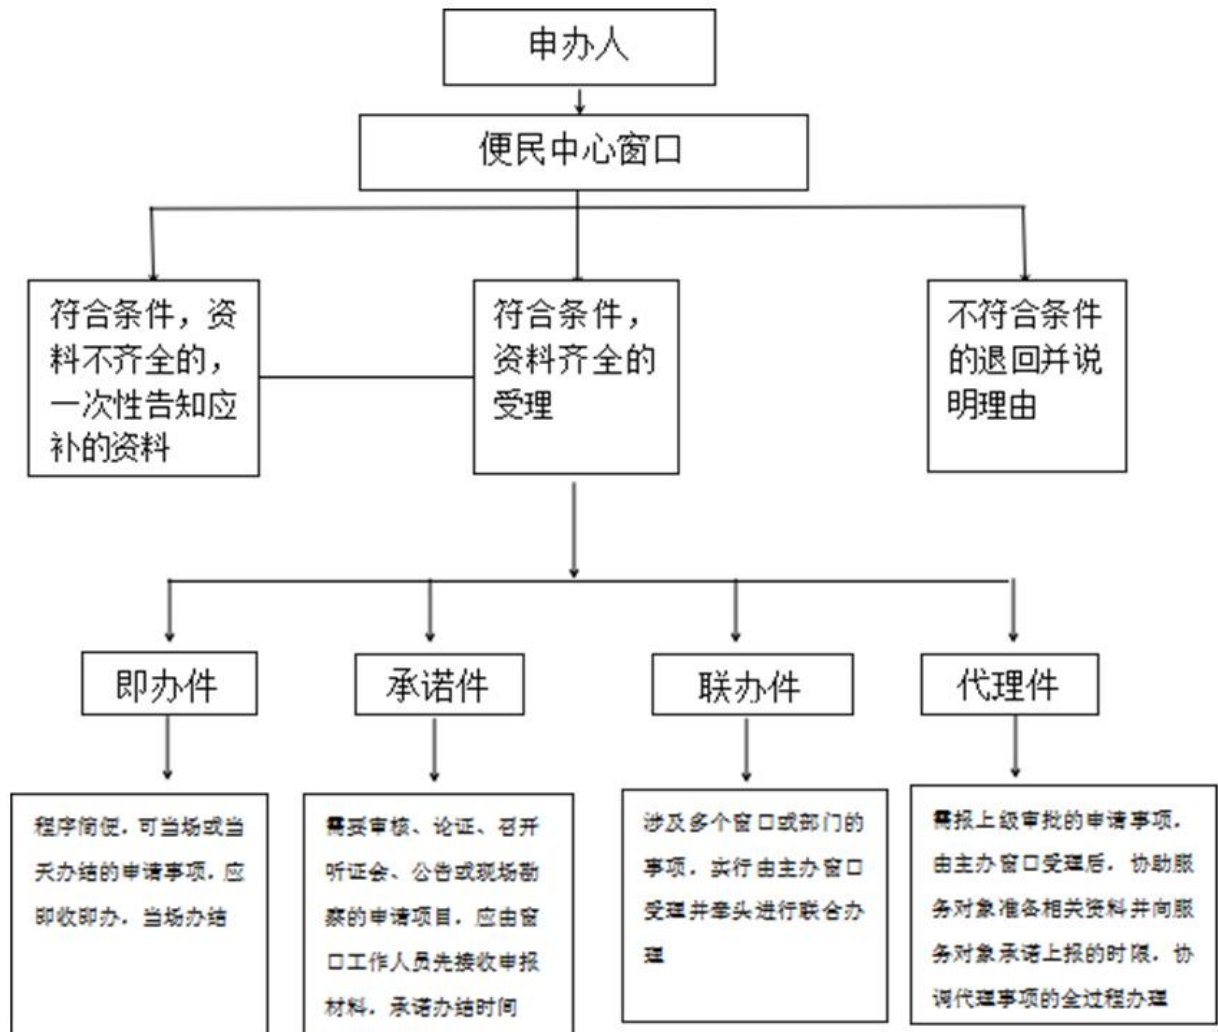 申办人
便民中心窗口
符合条件，资
料不齐全的，
一次性告知应
补的资料
符合条件，
资料齐全的
受理
不符合条件
的退回并说
明理由
即办件
承诺件
联办件
代理件
程序简便，可当场或当
天办结的申请事项，应
即收即办，当场办结
需要审核、论证、召开
听证会、公告或现场勘
察的申请项目，应由窗
口工作人员先接收申报
材料，承诺办结时间
涉及多个窗口或部门的
事项，实行由主办窗口
受理并牵头进行联合办
理
需报上级审批的申请事项，
由主办窗口受理后，协助服
务对象准备相关资料并向服
务对象承诺上报的时限，协
调代理事项的全过程办理